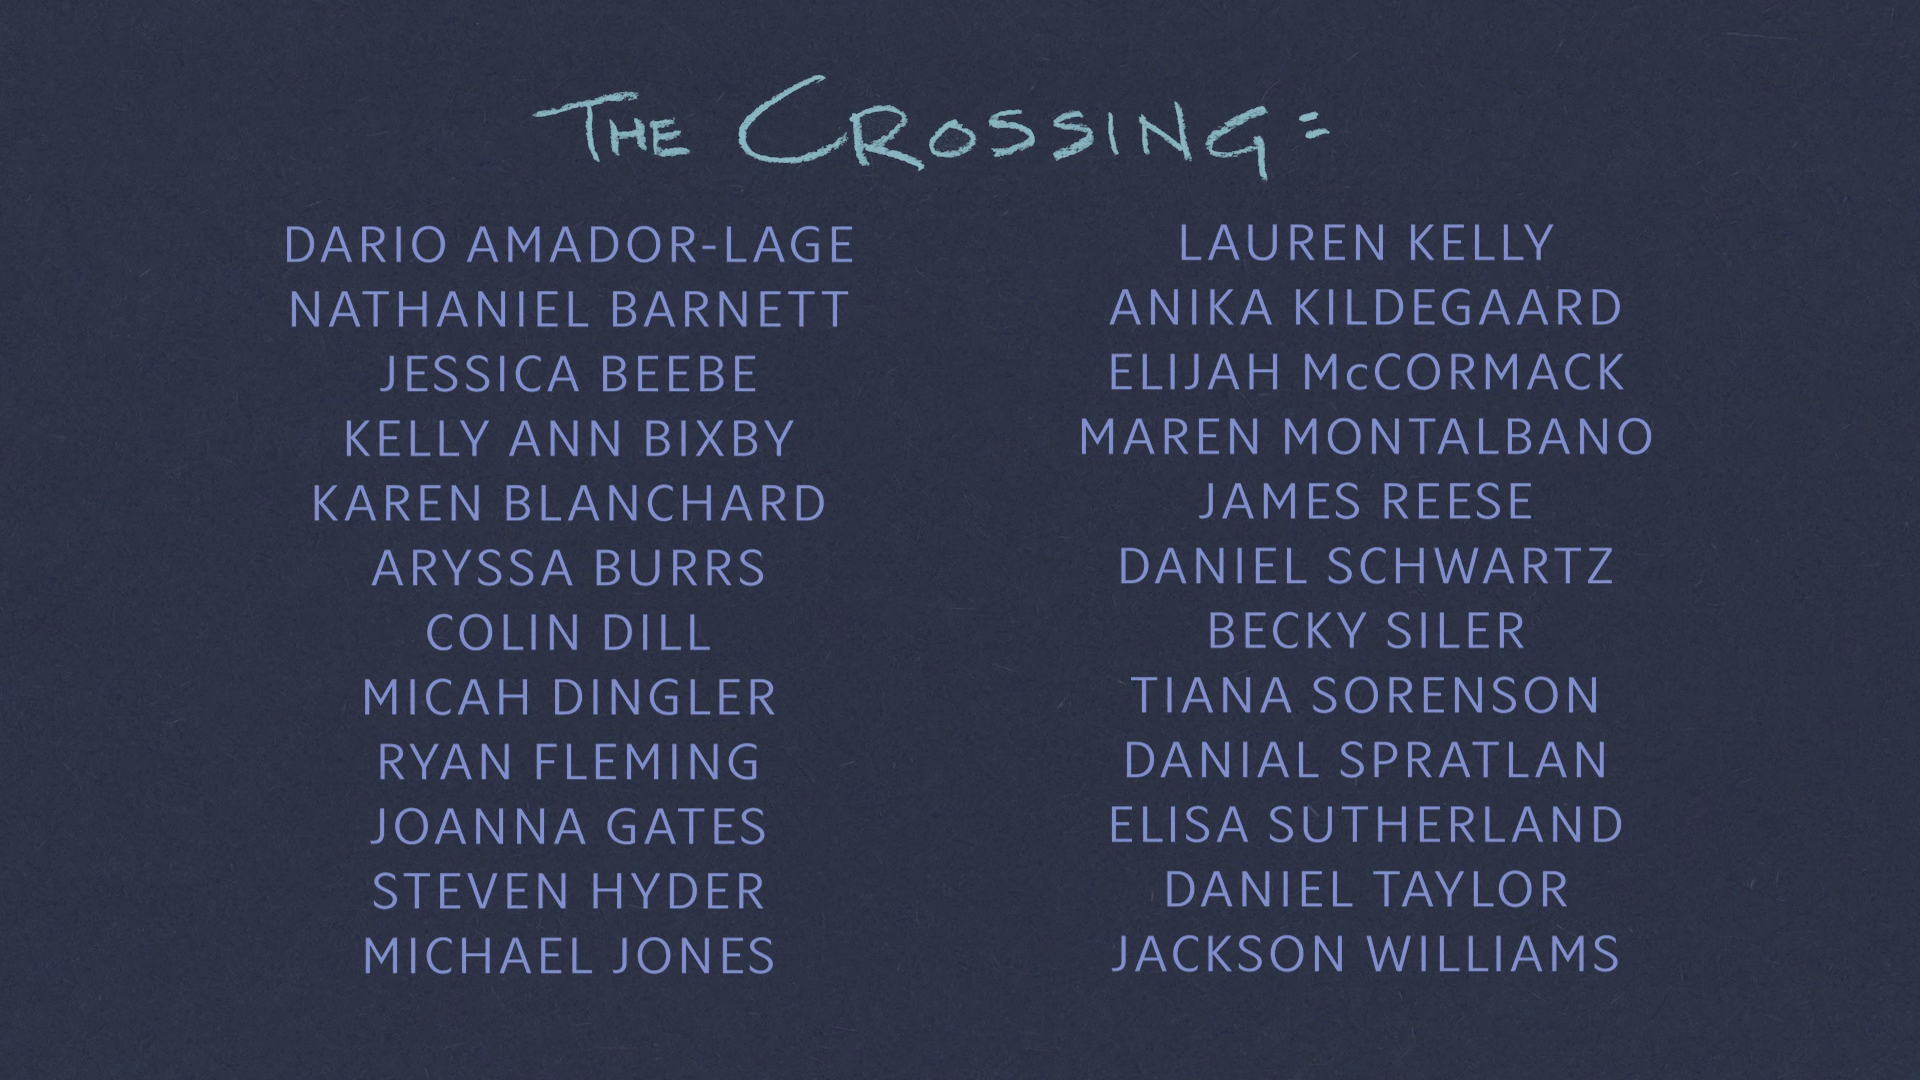 THE CROSSING:
DARIO AMADOR-LAGE
NATHANIEL BARNETT
JESSICA BEEBE
KELLY ANN BIXBY
KAREN BLANCHARD
ARYSSA BURRS
COLIN DILL
MICAH DINGLER
RYAN FLEMING
JOANNA GATES
STEVEN HYDER
MICHAEL JONES
LAUREN KELLY
ANIKA KILDEGAARD
ELIJAH McCORMACK
MAREN MONTALBANO
JAMES REESE
DANIEL SCHWARTZ
BECKY SILER
TIANA SORENSON
DANIAL SPRATLAN
ELISA SUTHERLAND
DANIEL TAYLOR
JACKSON WILLIAMS